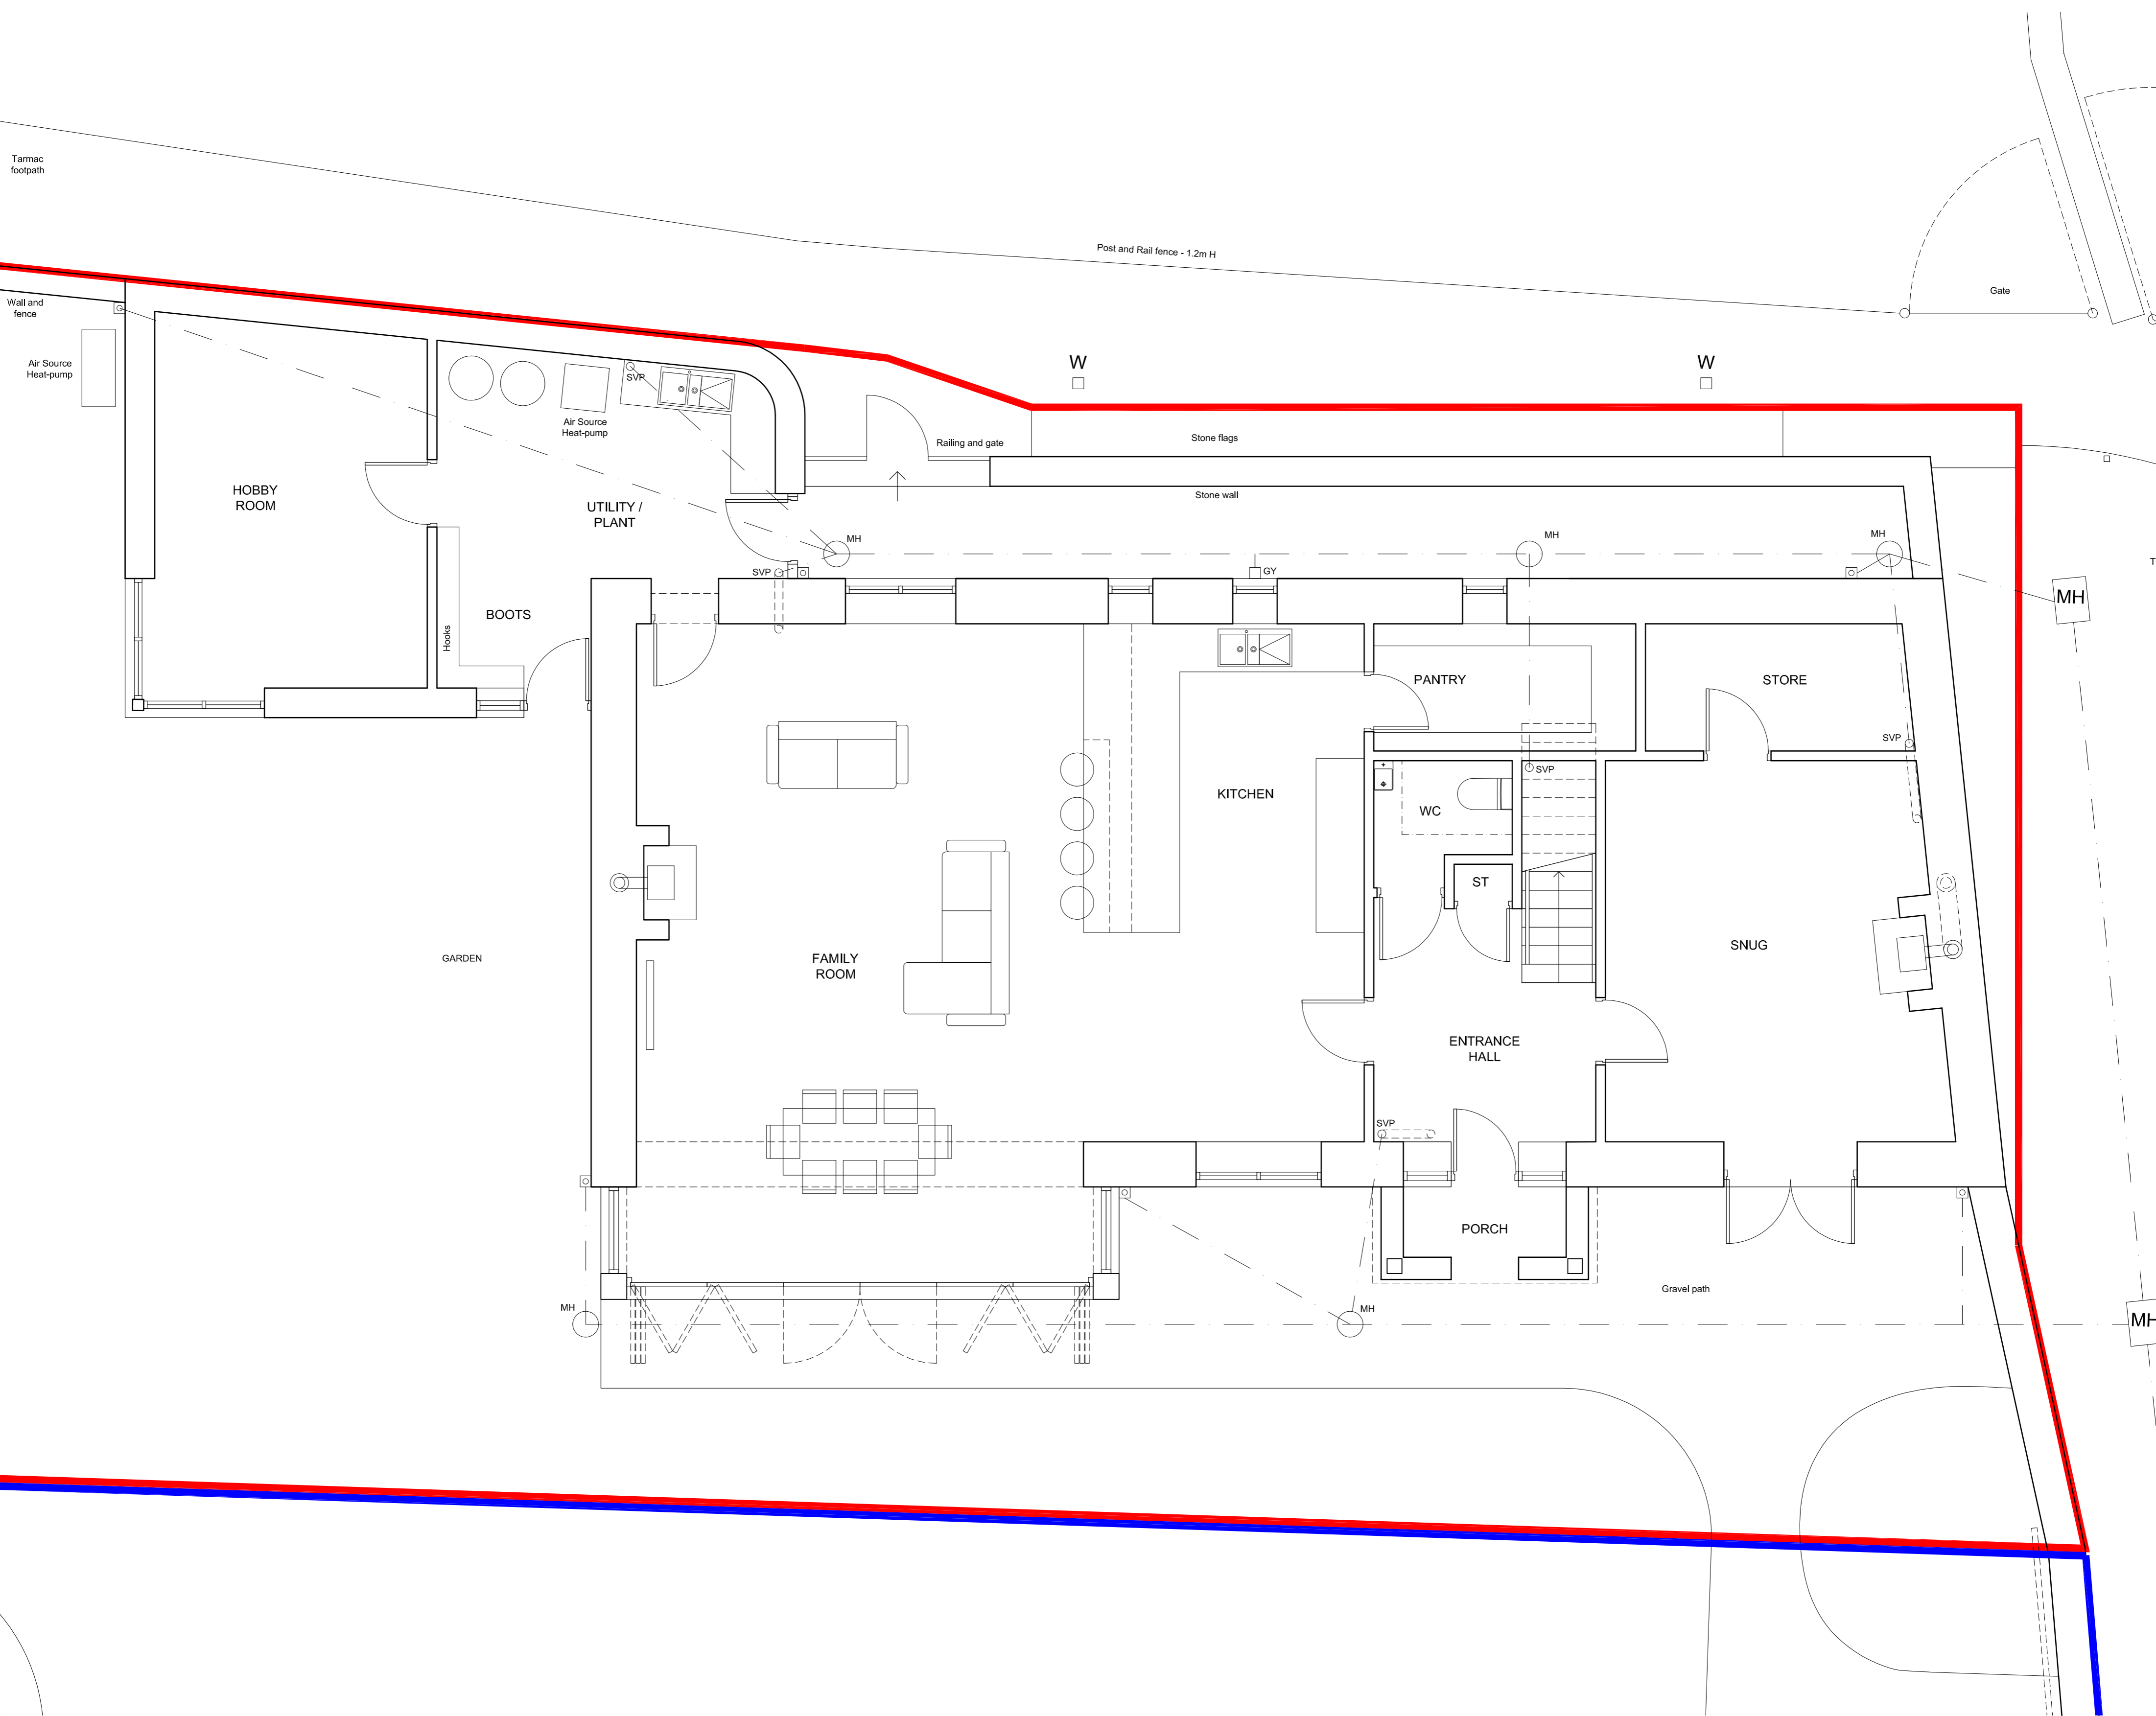 Tarmac
footpath
Post and Rail fence - 1.2m H
Gate
Wall and
fence
Air Source
Heat-pump
W
W
SVP
Air Source
Heat-pump
Railing and gate
Stone flags
HOBBY
ROOM
Stone wall
UTILITY /
PLANT
MH
MH
MH
T
SVP
GY
MH
BOOTS
Hooks
PANTRY
STORE
SVP
SVP
KITCHEN
WC
ST
SNUG
GARDEN
FAMILY
ROOM
ENTRANCE
HALL
SVP
PORCH
Gravel path
MH
MH
MH